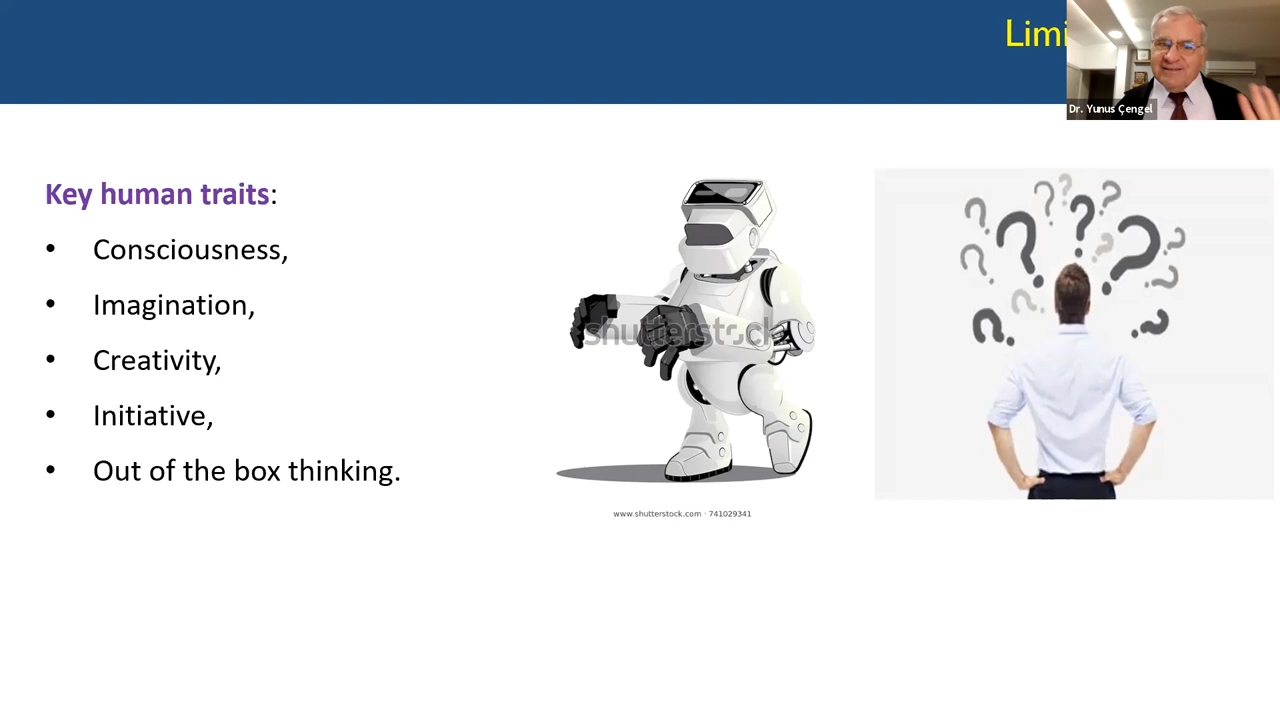 Dr. Yunus Çengel
Key human traits:
• Consciousness,
• Imagination,
• Creativity,
• Initiative,
• Out of the box thinking.
shutterstock
www.shutterstock.com · 741029341